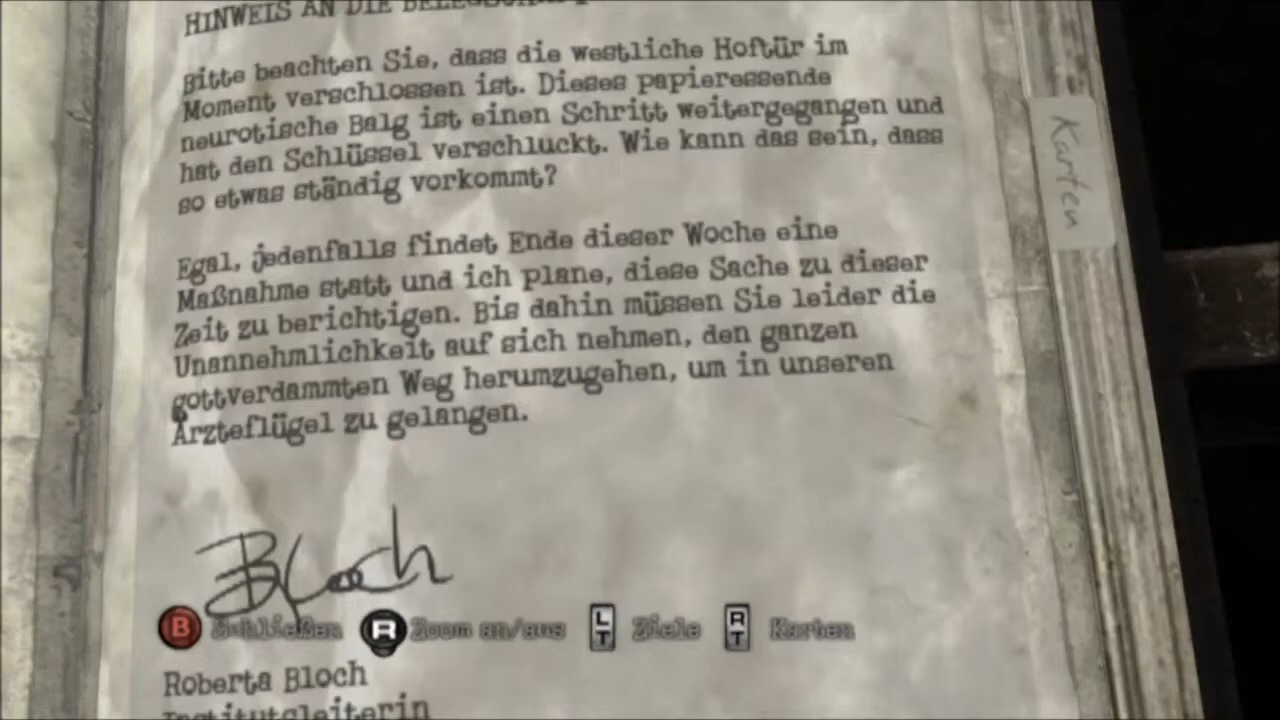 HINWEIS AN DIE BELEGSCHAFT
Bitte beachten Sie, dass die westliche Hoftür im
Moment verschlossen ist. Dieses papieressende
neurotische Balg ist einen Schritt weitergegangen und
hat den Schlüssel verschluckt. Wie kann das sein, dass
so etwas ständig vorkommt?
Egal, jedenfalls findet Ende dieser Woche eine
Maßnahme statt und ich plane, diese Sache zu dieser
Zeit zu berichtigen. Bis dahin müssen Sie leider die
Unannehmlichkeit auf sich nehmen, den ganzen
gottverdammten Weg herumzugehen, um in unseren
Ärzteflügel zu gelangen.
Bloch
B Schließen R Zoom an/aus LT Ziele RT Karten
Roberta Bloch
Institutsleiterin
Karten